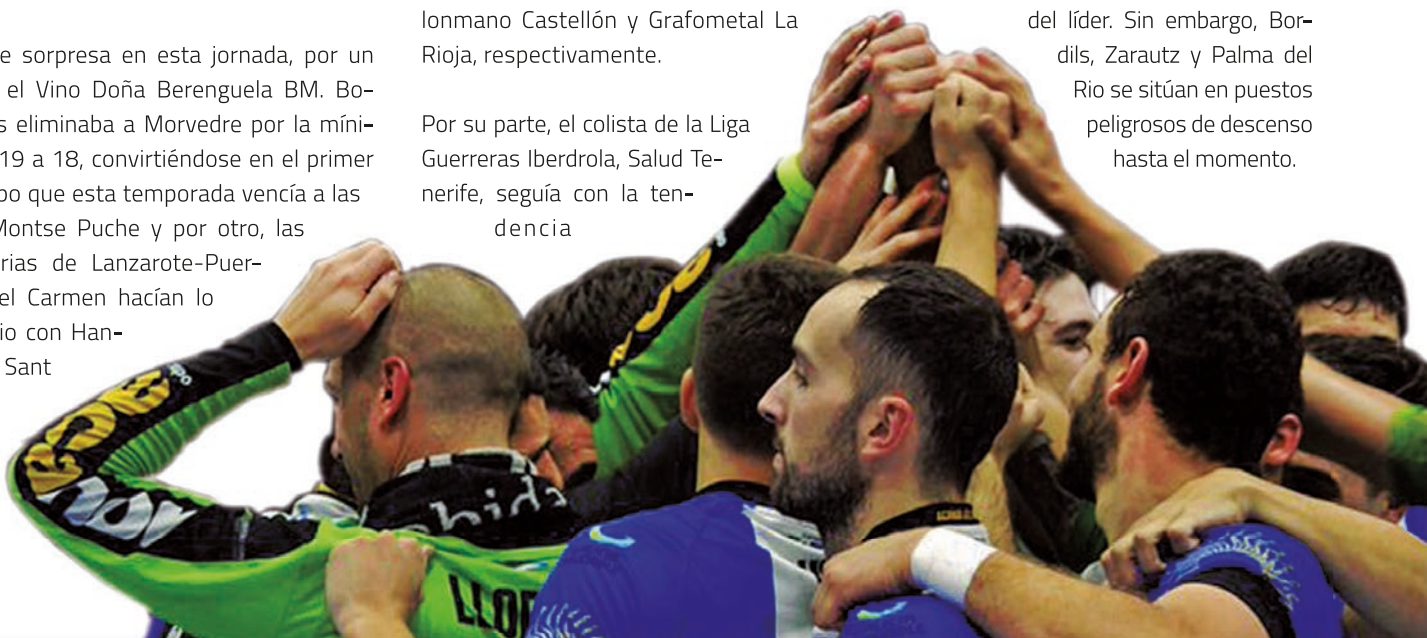 e sorpresa en esta jornada, por un
el Vino Doña Berenguela BM. Bo-
s eliminaba a Morvedre por la míni-
19 a 18, convirtiéndose en el primer
po que esta temporada vencía a las
Montse Puche y por otro, las
rias de Lanzarote-Puer-
el Carmen hacían lo
io con Han-
Sant
lonmano Castellón y Grafometal La
Rioja, respectivamente.
Por su parte, el colista de la Liga
Guerreras Iberdrola, Salud Te-
nerife, seguía con la ten-
dencia
del líder. Sin embargo, Bor-
dils, Zarautz y Palma del
Rio se sitúan en puestos
peligrosos de descenso
hasta el momento.